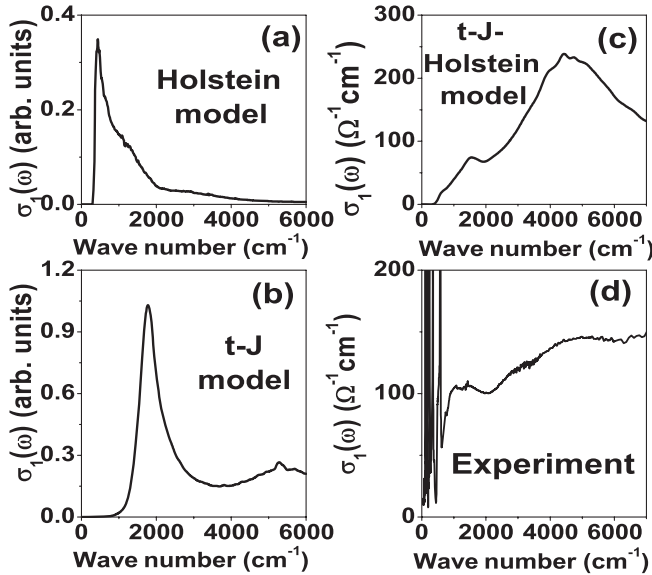 0.4
0.2
0.0
σ₁(ω) (arb. units)
(a)
Holstein
model
0 2000 4000 6000
Wave number (cm⁻¹)
300
200
100
0
σ₁(ω) (Ω⁻¹cm⁻¹)
t-J-
Holstein
model
(c)
0 2000 4000 6000
Wave number (cm⁻¹)
1.2
0.9
0.6
0.3
0.0
σ₁(ω) (arb. units)
(b)
t-J
model
0 2000 4000 6000
Wave number (cm⁻¹)
200
100
0
σ₁(ω) (Ω⁻¹cm⁻¹)
(d)
Experiment
0 2000 4000 6000
Wave number (cm⁻¹)